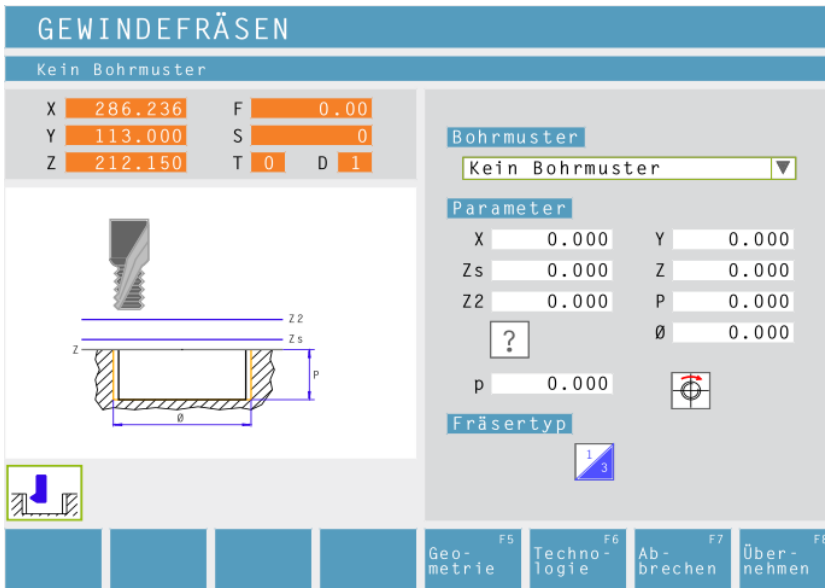 GEWINDEFRÄSEN
Kein Bohrmuster
X 286.236 F 0.00
Y 113.000 S 0
Z 212.150 T 0 D 1
Z2
Zs
Z
P
Ø
Bohrmuster
Kein Bohrmuster
Parameter
X 0.000 Y 0.000
Zs 0.000 Z 0.000
Z2 0.000 P 0.000
? Ø 0.000
p 0.000
Fräsertyp
1
3
F5
Geo-
metrie
F6
Techno-
logie
F7
Ab-
brechen
F8
Über-
nehmen